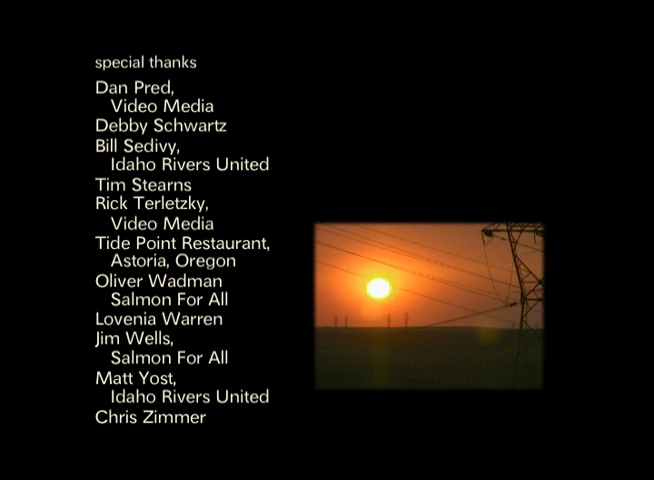 special thanks
Dan Pred,
Video Media
Debby Schwartz
Bill Sedivy,
Idaho Rivers United
Tim Stearns
Rick Terletzky,
Video Media
Tide Point Restaurant,
Astoria, Oregon
Oliver Wadman
Salmon For All
Lovenia Warren
Jim Wells,
Salmon For All
Matt Yost,
Idaho Rivers United
Chris Zimmer